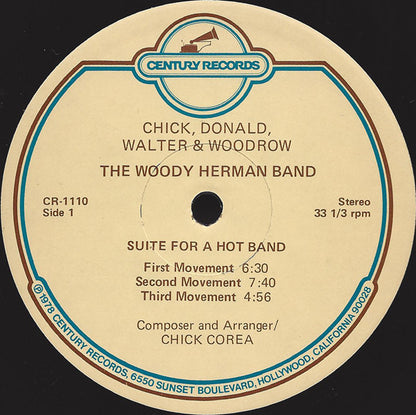 CENTURY RECORDS
CHICK, DONALD,
WALTER & WOODROW
THE WOODY HERMAN BAND
CR-1110
Side 1
Stereo
33 1/3 rpm
SUITE FOR A HOT BAND
First Movement 6:30
Second Movement 7:40
Third Movement 4:56
Composer and Arranger/
CHICK COREA
℗1978 CENTURY RECORDS, 6550 SUNSET BOULEVARD, HOLLYWOOD, CALIFORNIA 90028